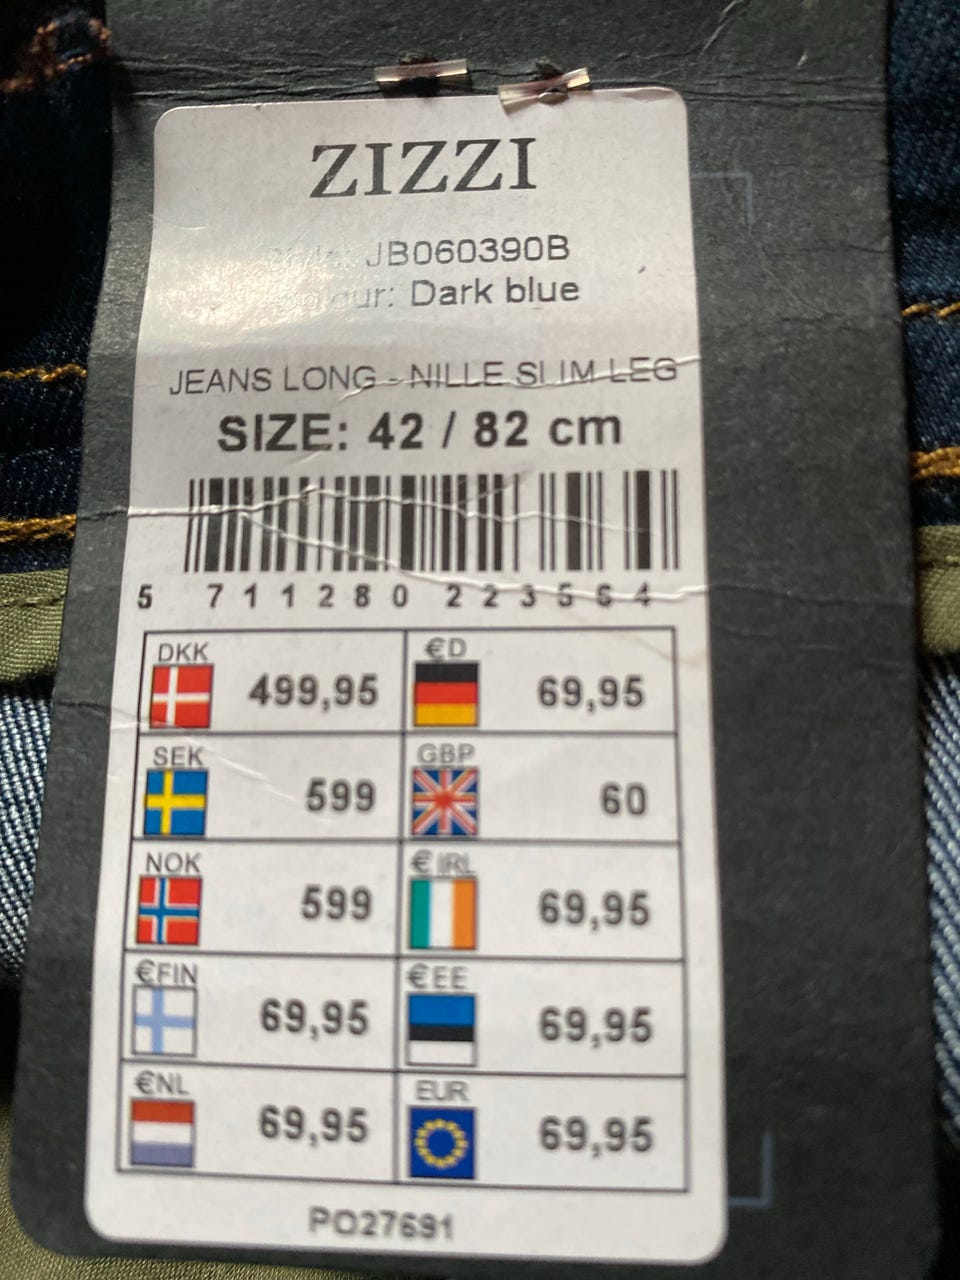 ZIZZI
Style: JB060390B
Colour: Dark blue
JEANS LONG - NILLE SLIM LEG
SIZE: 42 / 82 cm
5 711280 223564
DKK 499,95 €D 69,95
SEK 599 GBP 60
NOK 599 €IRL 69,95
€FIN 69,95 €EE 69,95
€NL 69,95 EUR 69,95
PO27691